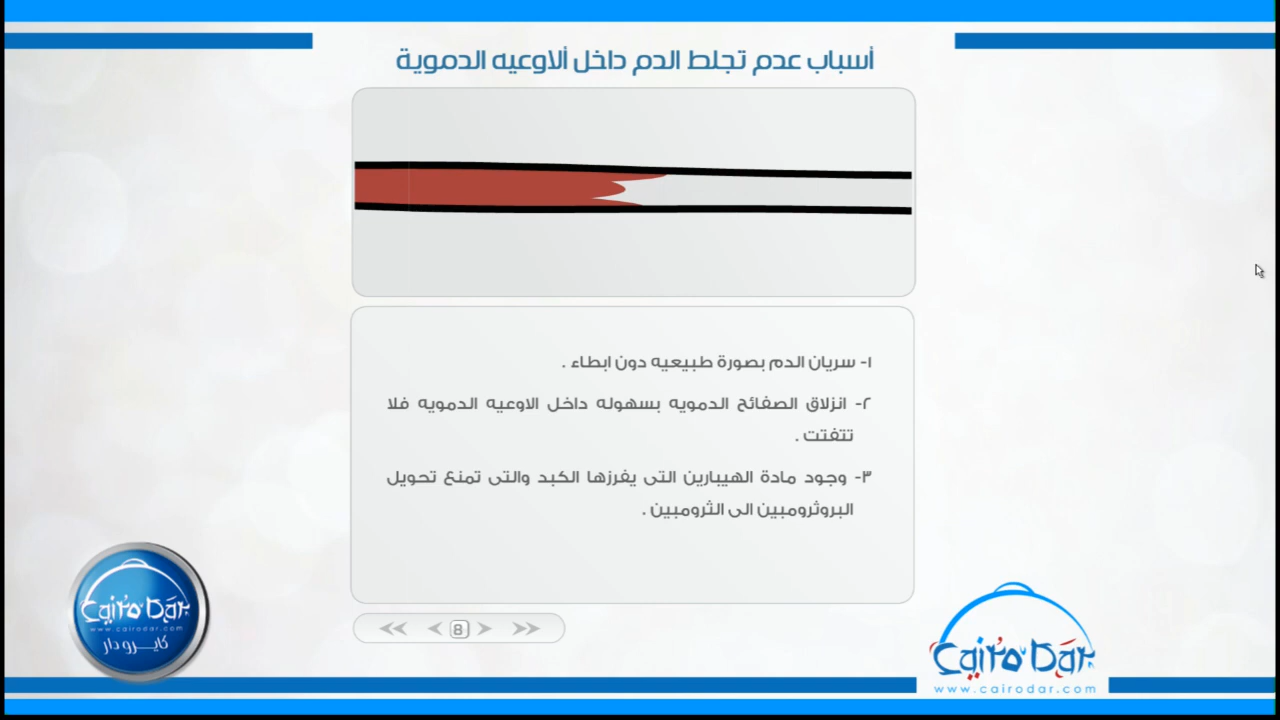 أسباب عدم تجلط الدم داخل ألاوعيه الدموية
١- سريان الدم بصورة طبيعيه دون ابطاء .
٢- انزلاق الصفائح الدمويه بسهوله داخل الاوعيه الدمويه فلا
تتفتت .
٣- وجود مادة الهيبارين التى يفرزها الكبد والتى تمنع تحويل
البروثرومبين الى الثرومبين .
8
Cairo Dar
www.cairodar.com
كايرو دار
Cairo Dar
www.cairodar.com